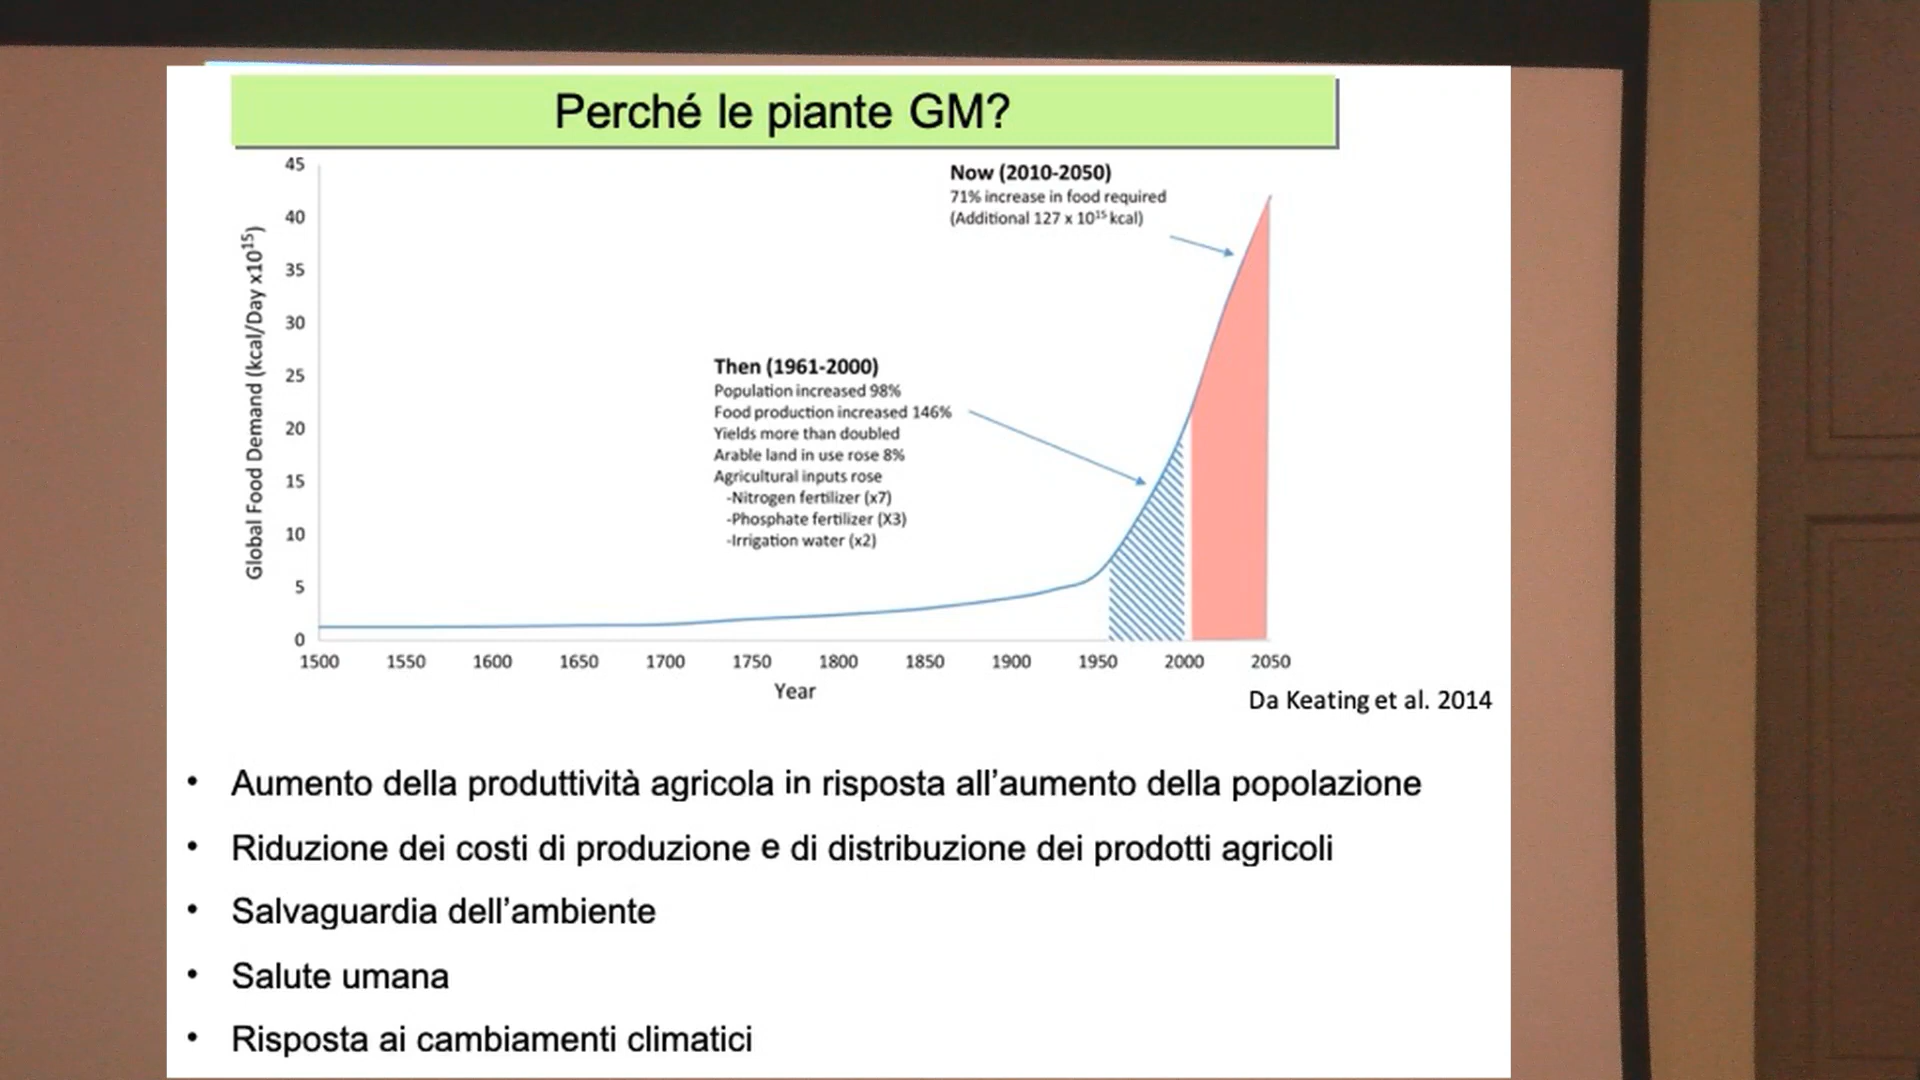 Perché le piante GM?
45
40
35
30
25
20
15
10
5
0
Global Food Demand (kcal/Day x10¹⁵)
Now (2010-2050)
71% increase in food required
(Additional 127 x 10¹⁵ kcal)
Then (1961-2000)
Population increased 98%
Food production increased 146%
Yields more than doubled
Arable land in use rose 8%
Agricultural inputs rose
-Nitrogen fertilizer (x7)
-Phosphate fertilizer (X3)
-Irrigation water (x2)
1500 1550 1600 1650 1700 1750 1800 1850 1900 1950 2000 2050
Year
Da Keating et al. 2014
• Aumento della produttività agricola in risposta all’aumento della popolazione
• Riduzione dei costi di produzione e di distribuzione dei prodotti agricoli
• Salvaguardia dell’ambiente
• Salute umana
• Risposta ai cambiamenti climatici